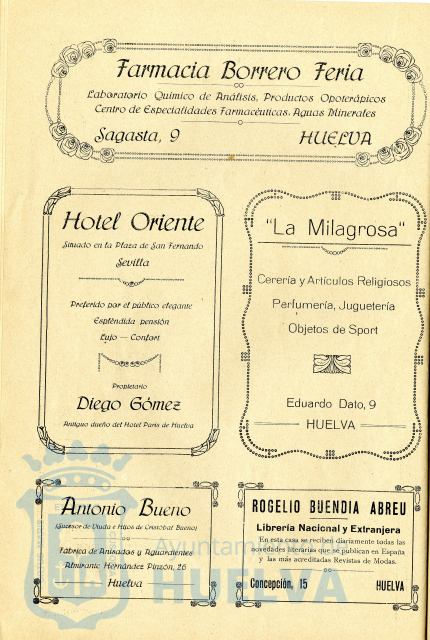 Farmacia Borrero Feria
Laboratorio Químico de Análisis, Productos Opoterápicos
Centro de Especialidades Farmacéuticas, Aguas Minerales
Sagasta, 9 HUELVA
Hotel Oriente
Situado en la Plaza de San Fernando
Sevilla
Preferido por el público elegante
Espléndida pensión
Lujo — Confort
Propietario
Diego Gómez
Antiguo dueño del Hotel París de Huelva
"La Milagrosa"
Cerería y Artículos Religiosos
Perfumería, Juguetería
Objetos de Sport
Eduardo Dato, 9
HUELVA
Antonio Bueno
(Sucesor de Viuda e Hijos de Cristóbal Bueno)
Fábrica de Anisados y Aguardientes
Almirante Hernández Pinzón, 26
Huelva
ROGELIO BUENDIA ABREU
Librería Nacional y Extranjera
En esta casa se reciben diariamente todas las
novedades literarias que se publican en España
y las más acreditadas Revistas de Modas.
Concepción, 15 HUELVA
Ayuntamiento de
HUELVA